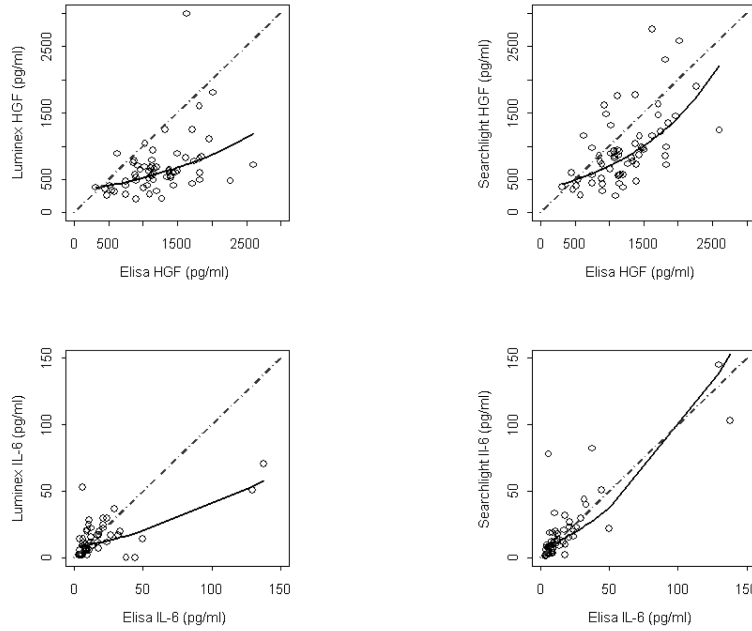 Luminex HGF (pg/ml)
0 500 1500 2500
0 500 1500 2500
Elisa HGF (pg/ml)
Searchlight HGF (pg/ml)
0 500 1500 2500
0 500 1500 2500
Elisa HGF (pg/ml)
Luminex IL-6 (pg/ml)
0 50 100 150
0 50 100 150
Elisa IL-6 (pg/ml)
Searchlight Il-6 (pg/ml)
0 50 100 150
0 50 100 150
Elisa IL-6 (pg/ml)